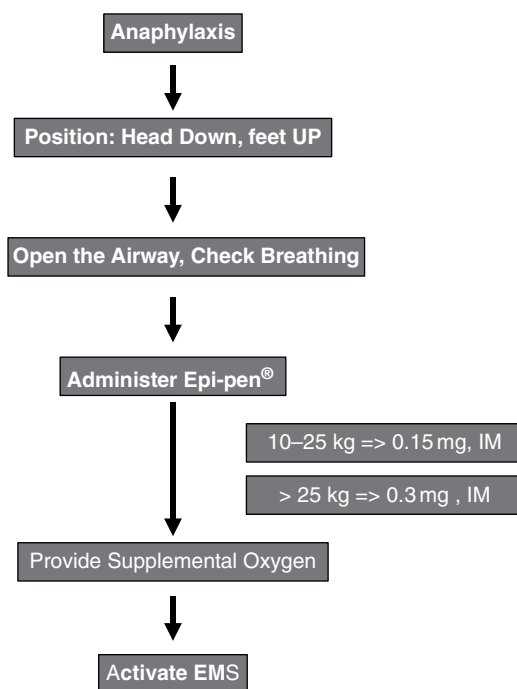 Anaphylaxis
Position: Head Down, feet UP
Open the Airway, Check Breathing
Administer Epi-pen®
10–25 kg => 0.15 mg, IM
> 25 kg => 0.3 mg , IM
Provide Supplemental Oxygen
Activate EMS